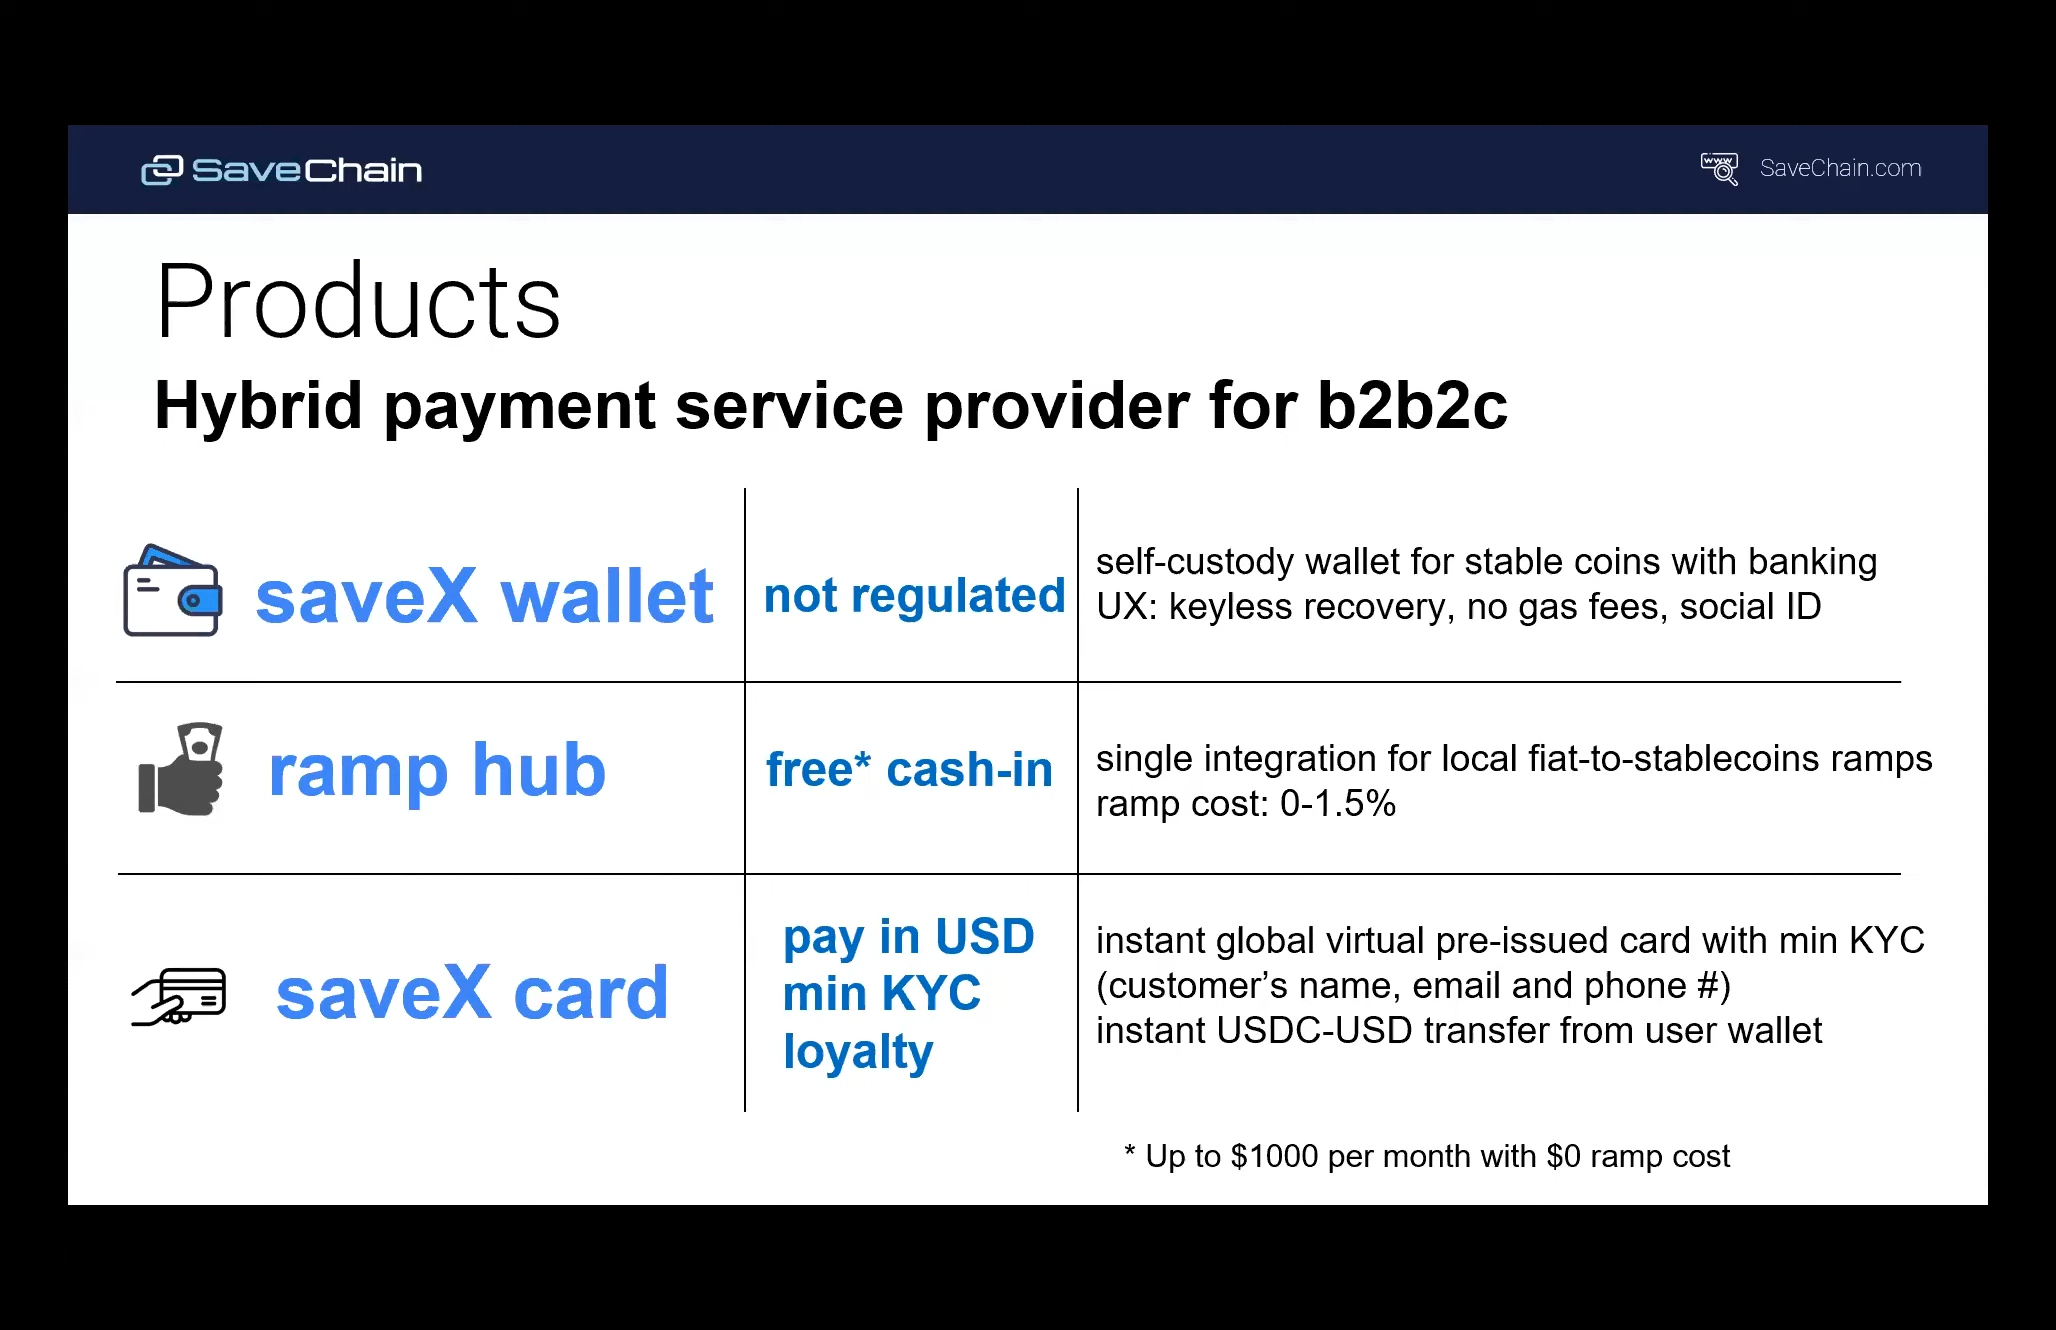 SaveChain
www
SaveChain.com
Products
Hybrid payment service provider for b2b2c
saveX wallet
not regulated
self-custody wallet for stable coins with banking
UX: keyless recovery, no gas fees, social ID
ramp hub
free* cash-in
single integration for local fiat-to-stablecoins ramps
ramp cost: 0-1.5%
saveX card
pay in USD
min KYC
loyalty
instant global virtual pre-issued card with min KYC
(customer’s name, email and phone #)
instant USDC-USD transfer from user wallet
* Up to $1000 per month with $0 ramp cost